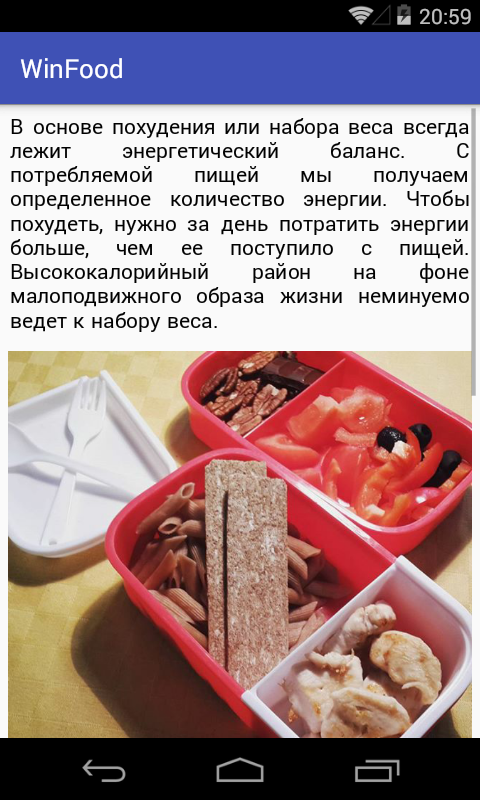 20:59
WinFood
В основе похудения или набора веса всегда
лежит энергетический баланс. С
потребляемой пищей мы получаем
определенное количество энергии. Чтобы
похудеть, нужно за день потратить энергии
больше, чем ее поступило с пищей.
Высококалорийный район на фоне
малоподвижного образа жизни неминуемо
ведет к набору веса.